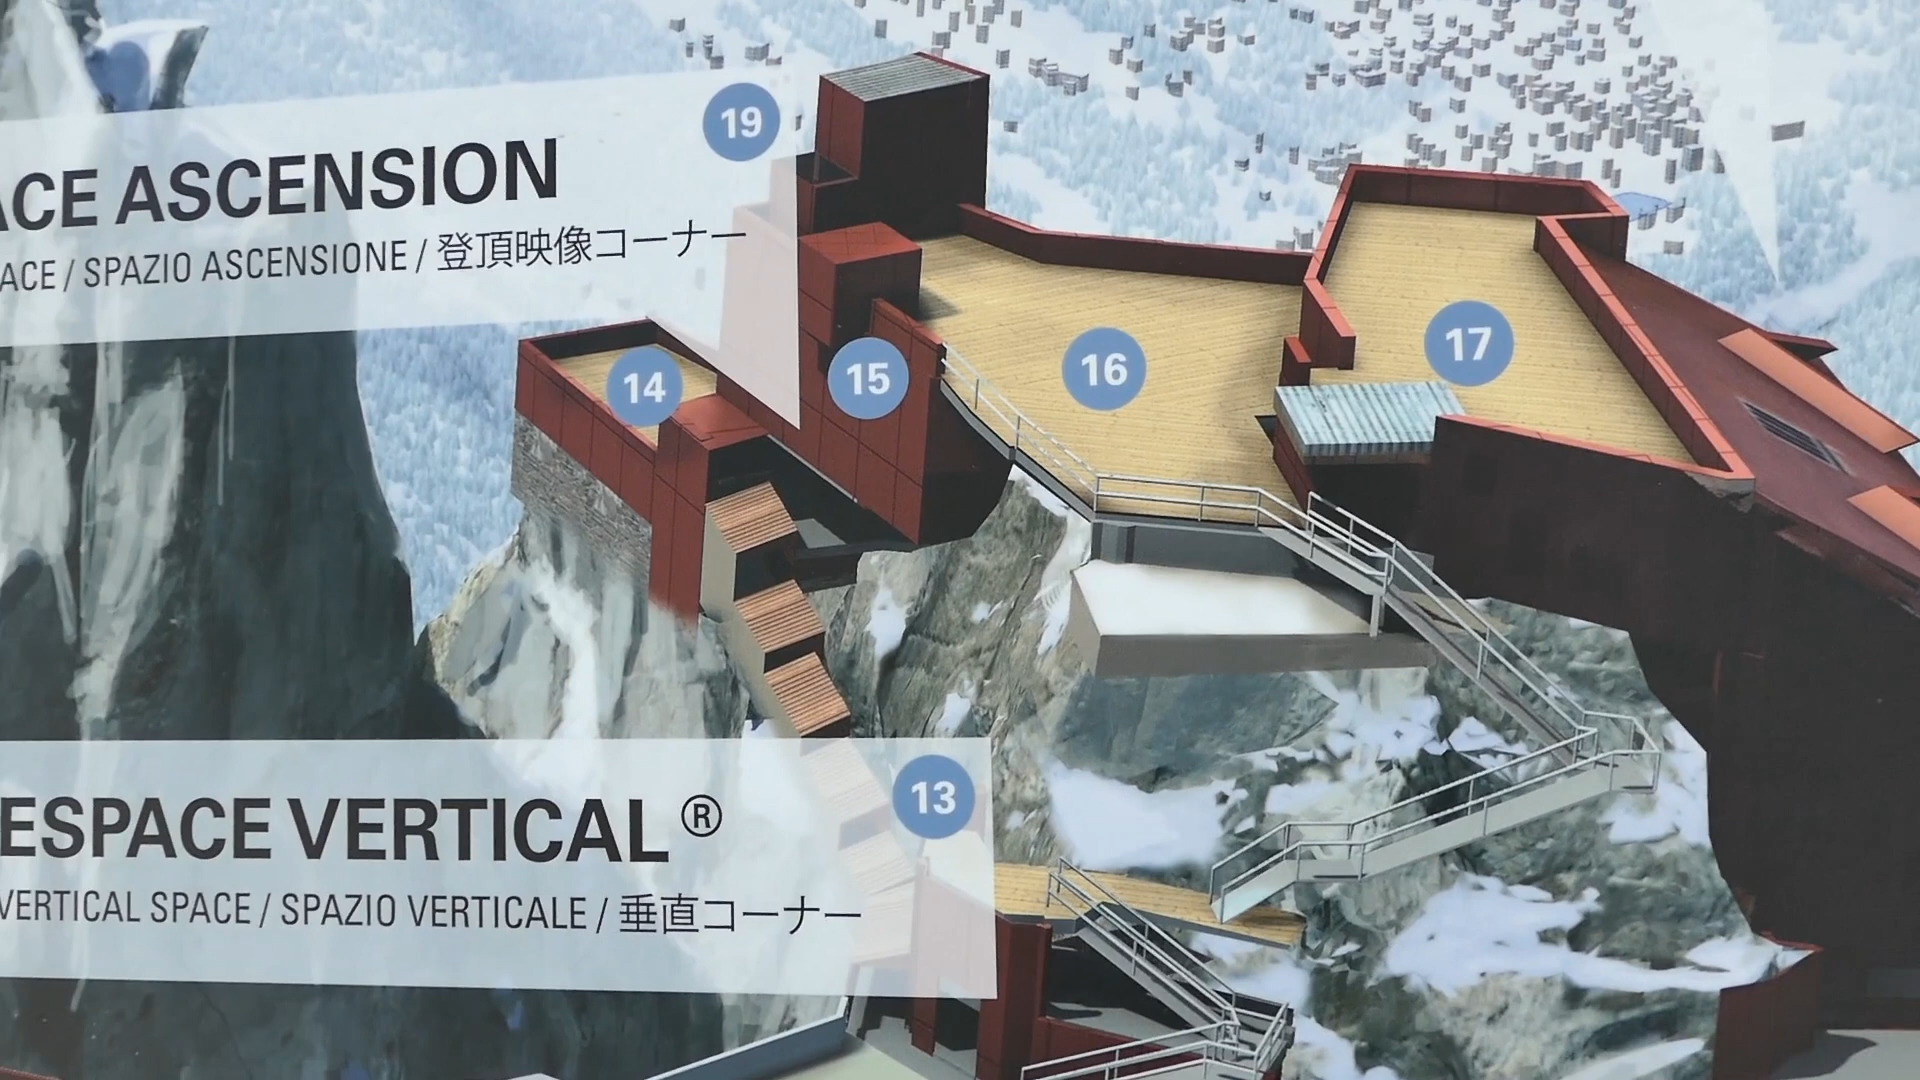 19
ACE ASCENSION
ACE / SPAZIO ASCENSIONE / 登頂映像コーナー
14
15
16
17
13
ESPACE VERTICAL®
VERTICAL SPACE / SPAZIO VERTICALE / 垂直コーナー